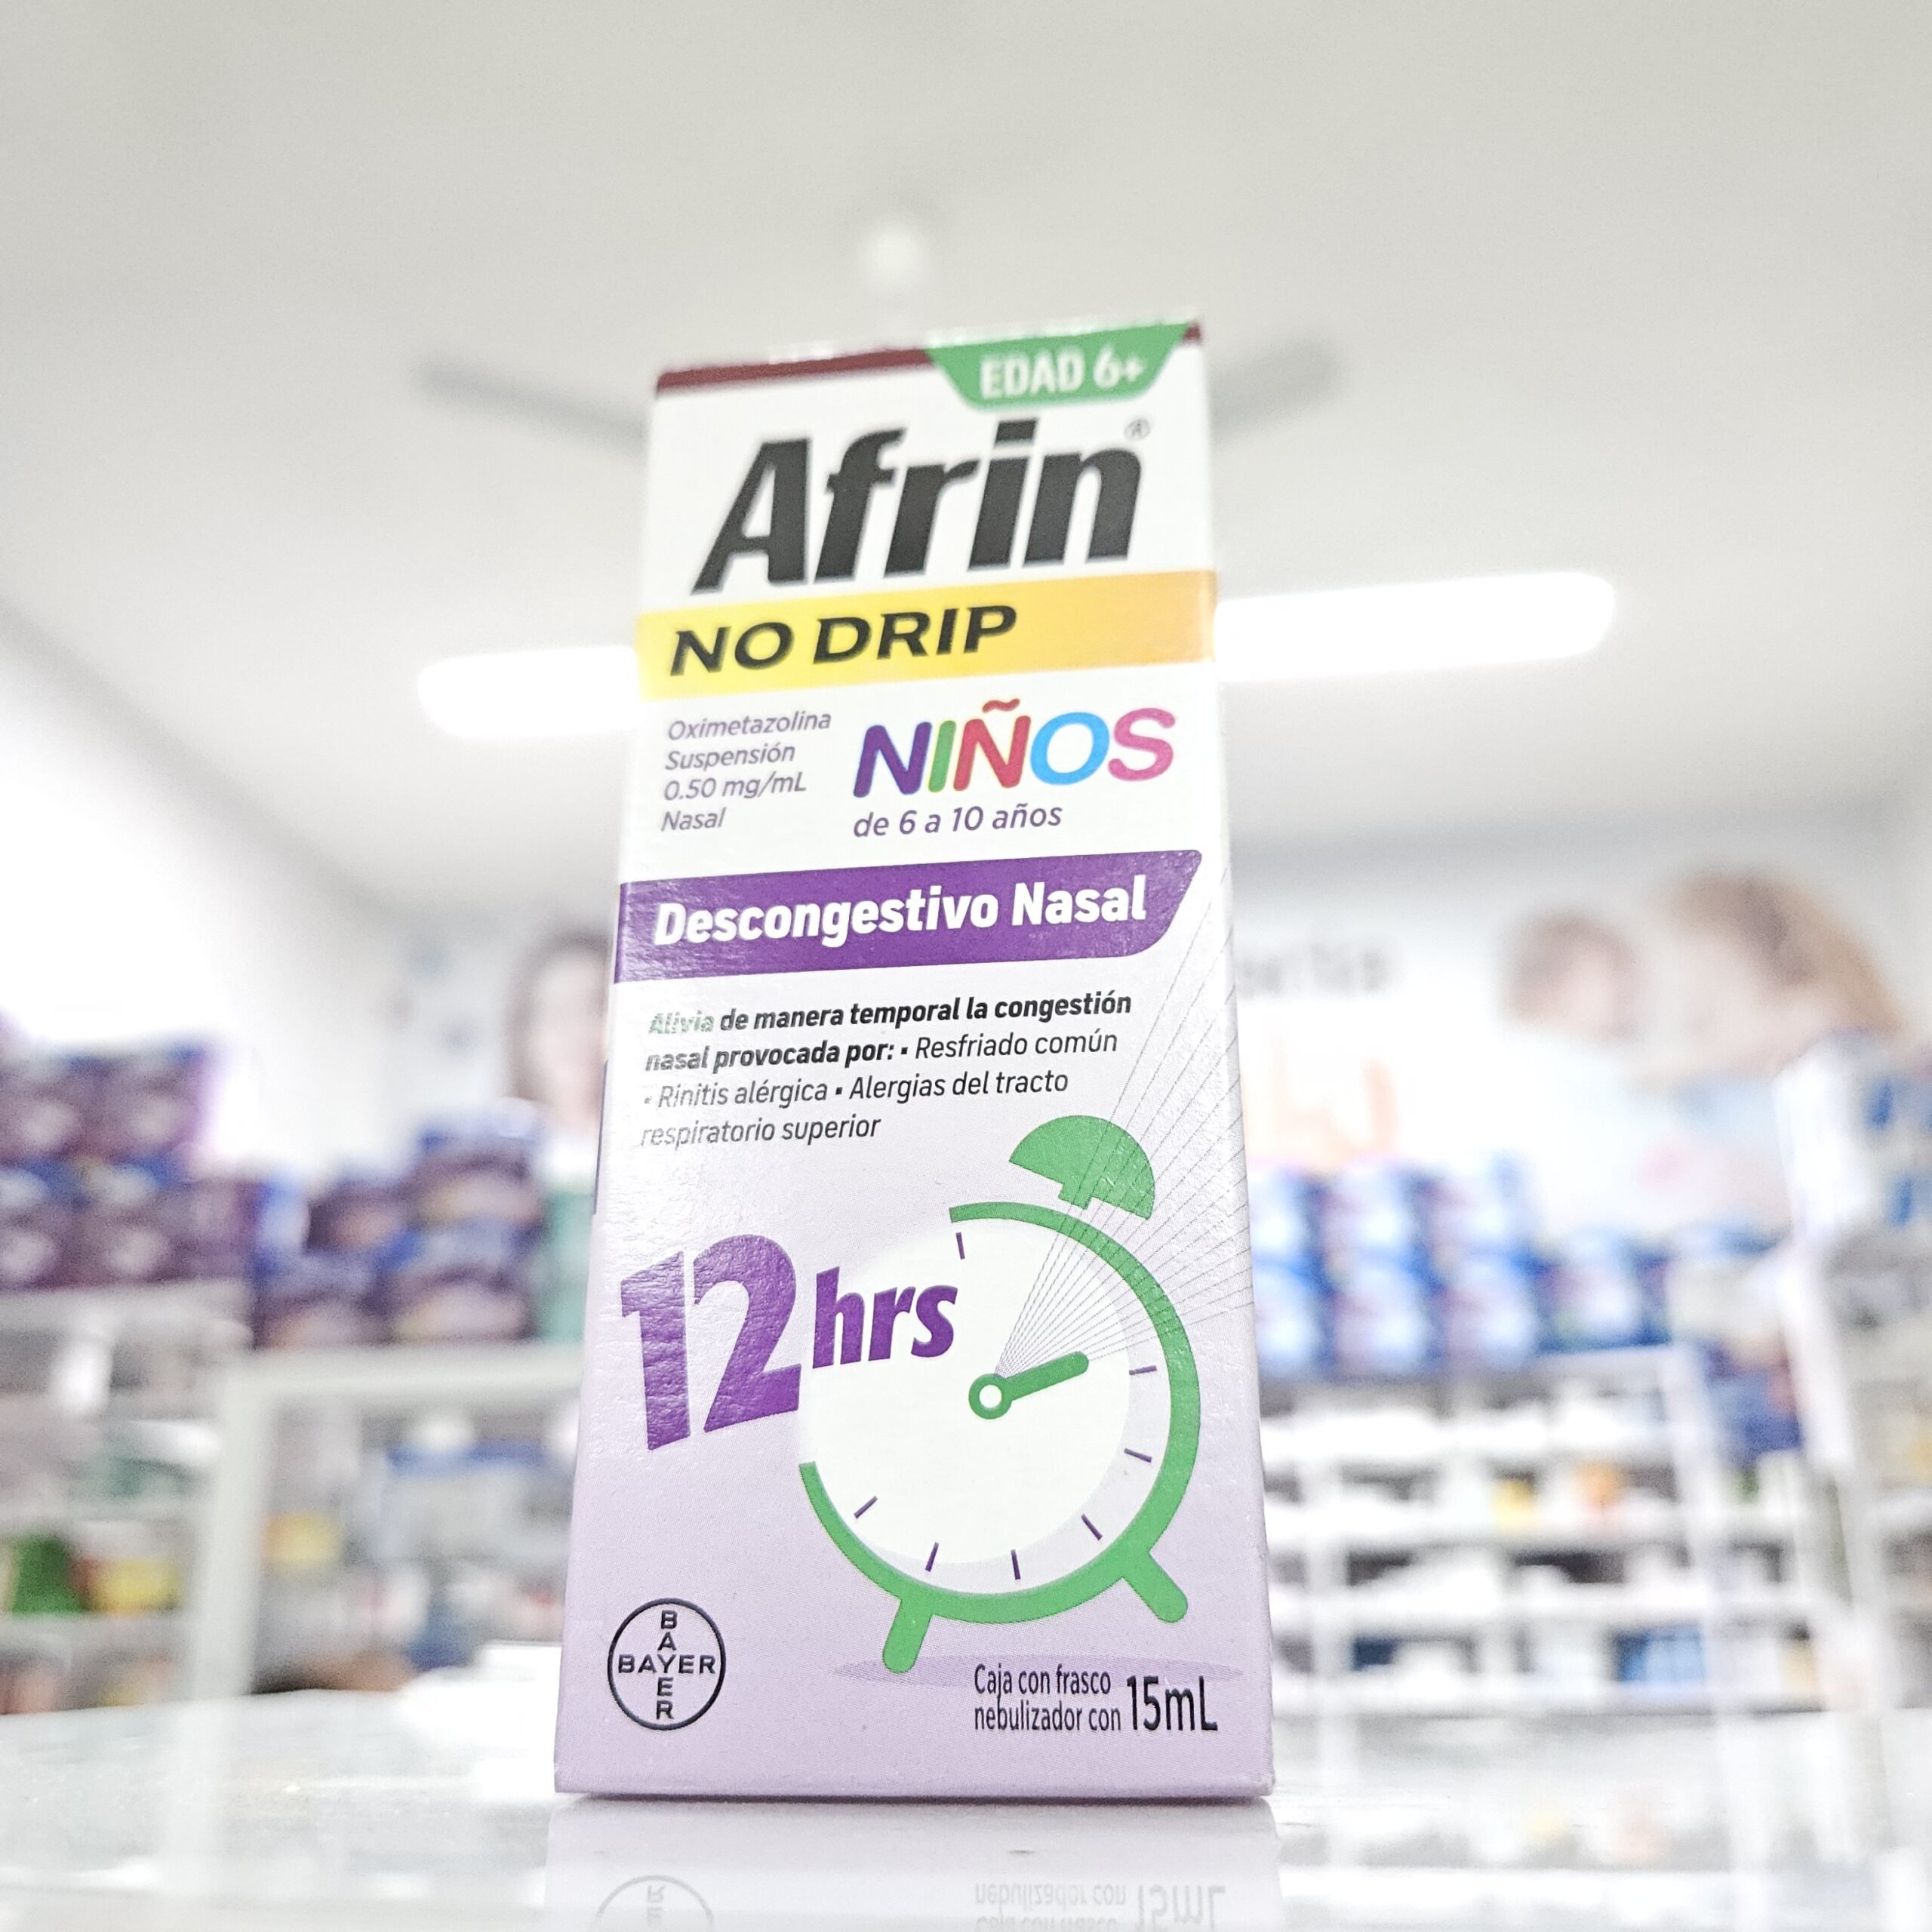 EDAD 6+
Afrin®
NO DRIP
Oximetazolina
Suspensión
0.50 mg/mL
Nasal
NIÑOS
de 6 a 10 años
Descongestivo Nasal
Alivia de manera temporal la congestión
nasal provocada por: ▪ Resfriado común
▪ Rinitis alérgica ▪ Alergias del tracto
respiratorio superior
12 hrs
BAYER
BAYER
Caja con frasco
nebulizador con 15mL